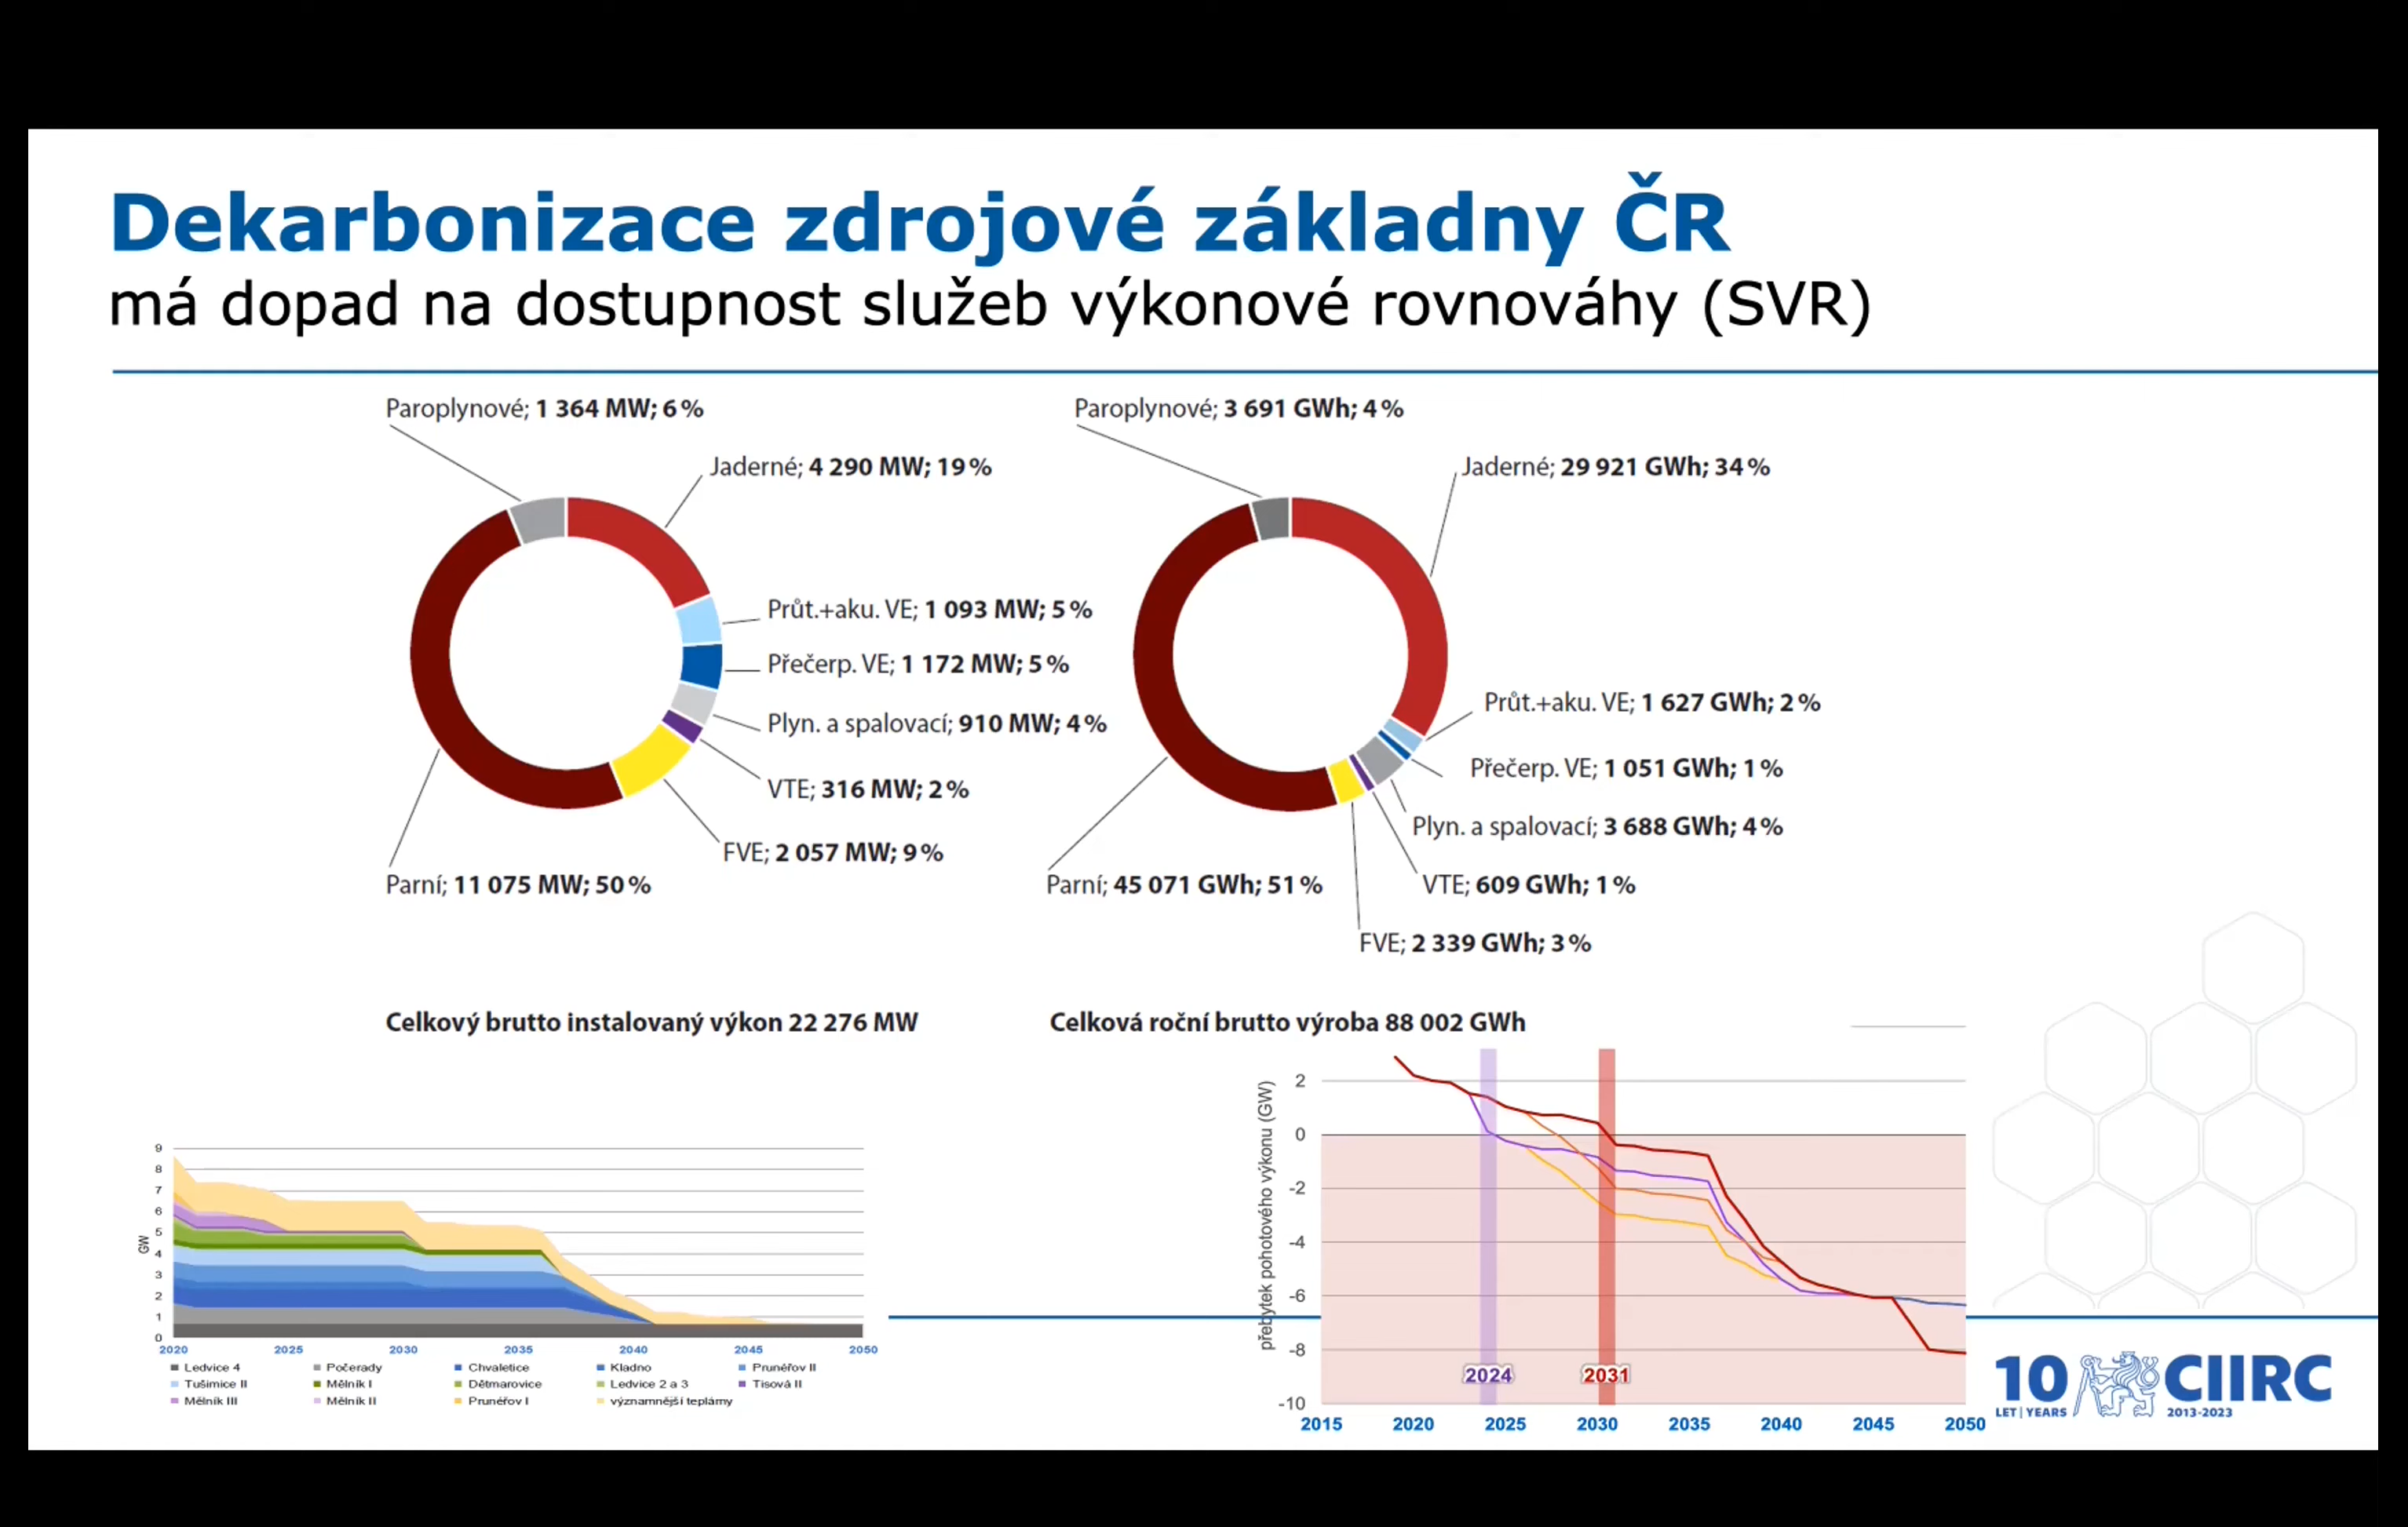 Dekarbonizace zdrojové základny ČR
má dopad na dostupnost služeb výkonové rovnováhy (SVR)
Paroplynové; 1 364 MW; 6 %
Jaderné; 4 290 MW; 19 %
Průt.+aku. VE; 1 093 MW; 5 %
Přečerp. VE; 1 172 MW; 5 %
Plyn. a spalovací; 910 MW; 4 %
VTE; 316 MW; 2 %
FVE; 2 057 MW; 9 %
Parní; 11 075 MW; 50 %
Celkový brutto instalovaný výkon 22 276 MW
Paroplynové; 3 691 GWh; 4 %
Jaderné; 29 921 GWh; 34 %
Průt.+aku. VE; 1 627 GWh; 2 %
Přečerp. VE; 1 051 GWh; 1 %
Plyn. a spalovací; 3 688 GWh; 4 %
VTE; 609 GWh; 1 %
FVE; 2 339 GWh; 3 %
Parní; 45 071 GWh; 51 %
Celková roční brutto výroba 88 002 GWh
GW
9
8
7
6
5
4
3
2
1
0
2020 2025 2030 2035 2040 2045 2050
Ledvice 4 Počerady Chvaletice Kladno Prunéřov II
Tušimice II Mělník I Dětmarovice Ledvice 2 a 3 Tisová II
Mělník III Mělník II Prunéřov I významnější teplárny
přebytek pohotového výkonu (GW)
2
0
-2
-4
-6
-8
-10
2024 2031
2015 2020 2025 2030 2035 2040 2045 2050
10 CIIRC
LET | YEARS 2013-2023